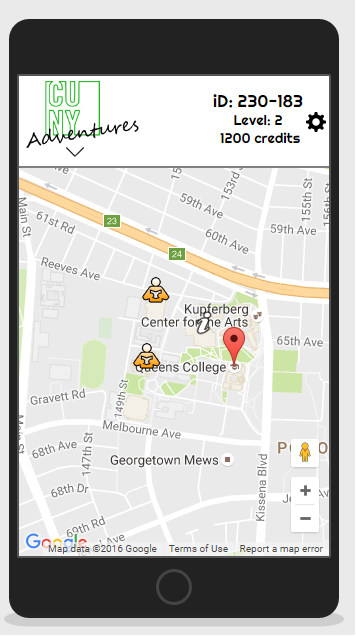 CU
NY
Adventures
iD: 230-183
Level: 2
1200 credits
153rd St
155th St
156th
59th Ave
Main St
61st Rd
23
60th Ave
59th Ave
24
Reeves Ave
Kupferberg
Center for the Arts
65th Ave
Queens College
149th St
Gravett Rd
Melbourne Ave
68th Ave
147th St
Georgetown Mews
Kissena Blvd
68th Dr
69th Rd
Google
Map data ©2016 Google
Terms of Use
Report a map error